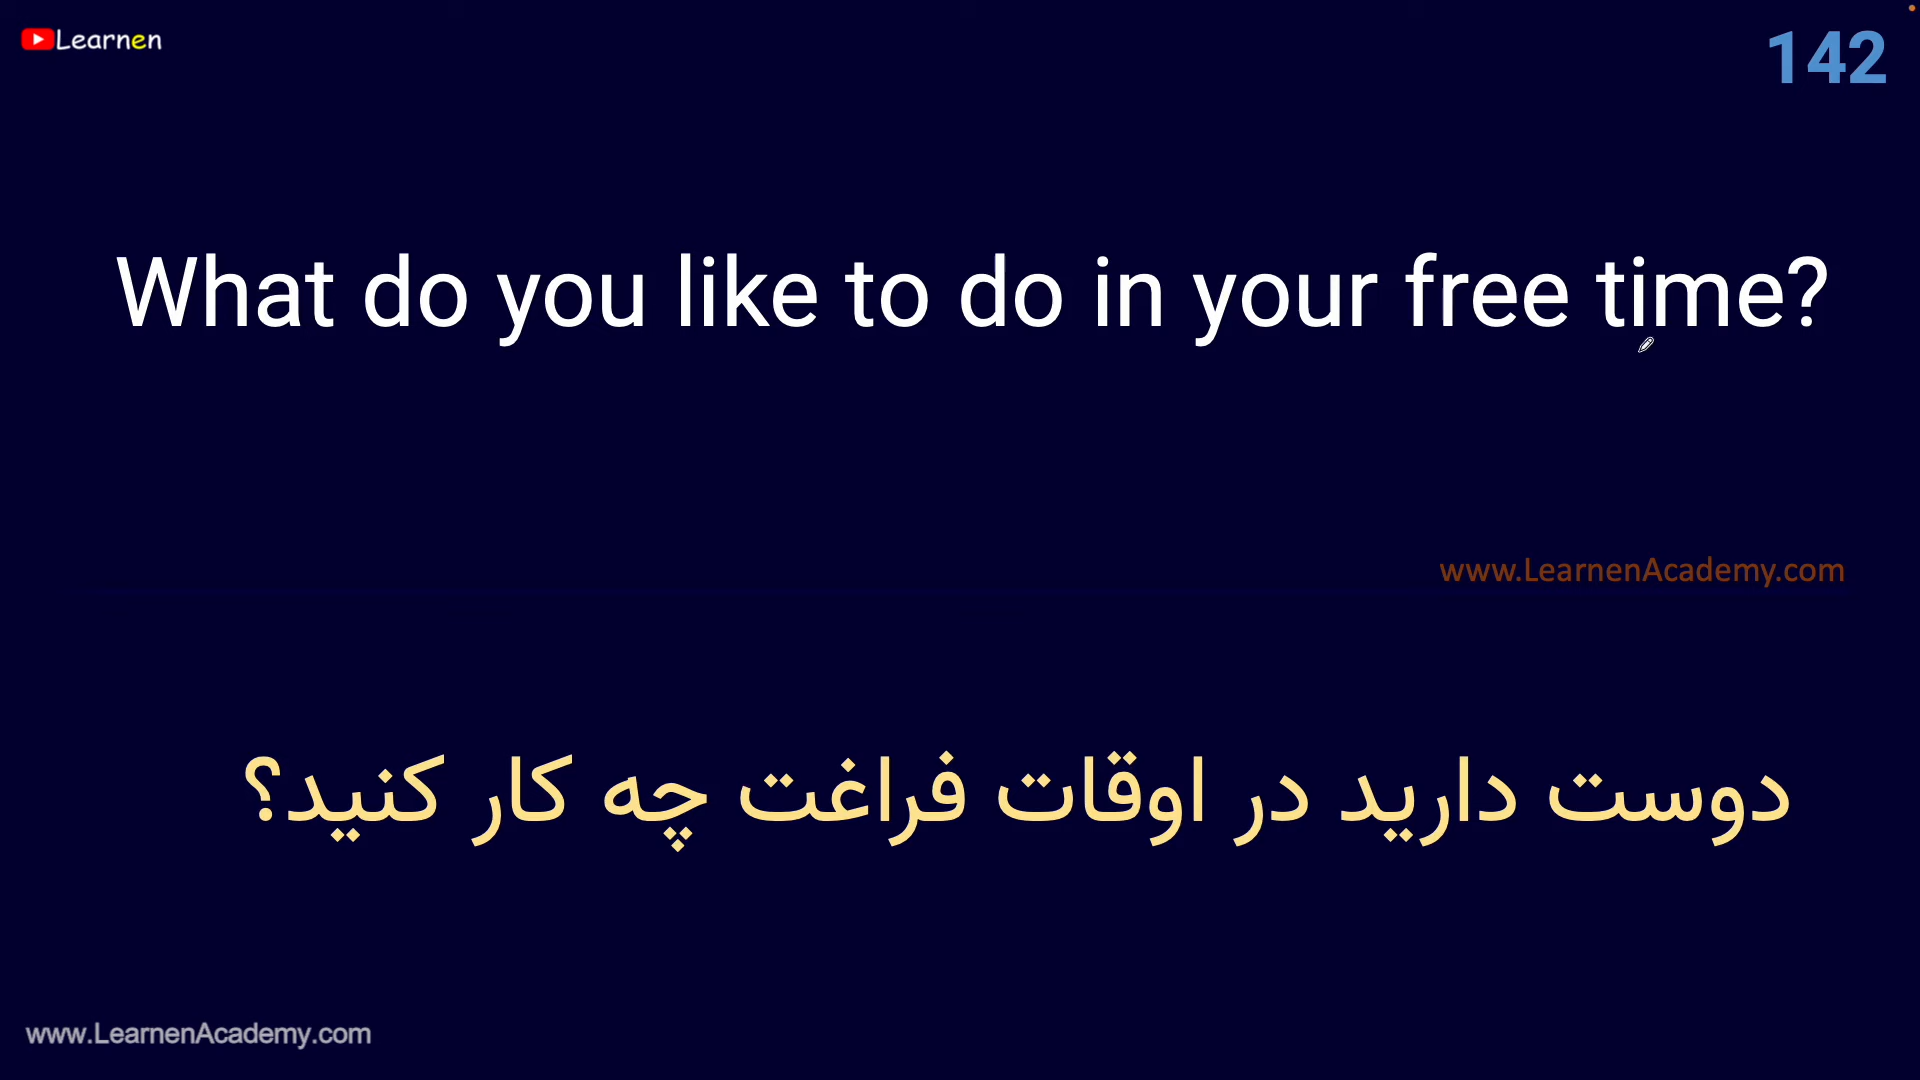 Learnen
142
What do you like to do in your free time?
www.LearnenAcademy.com
دوست دارید در اوقات فراغت چه کار کنید؟
www.LearnenAcademy.com